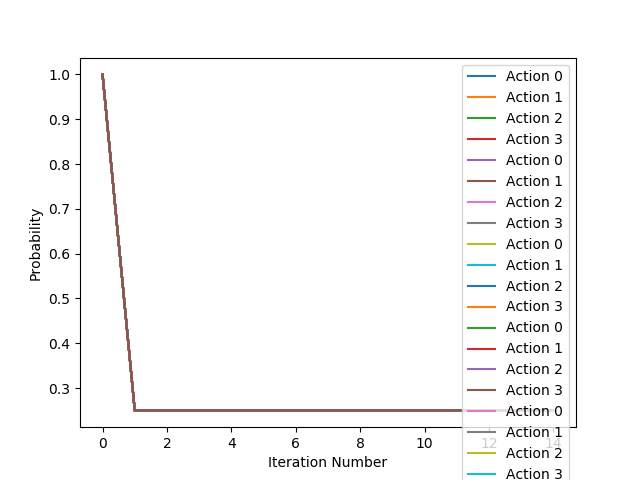 1.0
0.9
0.8
0.7
0.6
0.5
0.4
0.3
Probability
0
2
4
6
8
10
12
14
Iteration Number
Action 0
Action 1
Action 2
Action 3
Action 0
Action 1
Action 2
Action 3
Action 0
Action 1
Action 2
Action 3
Action 0
Action 1
Action 2
Action 3
Action 0
Action 1
Action 2
Action 3